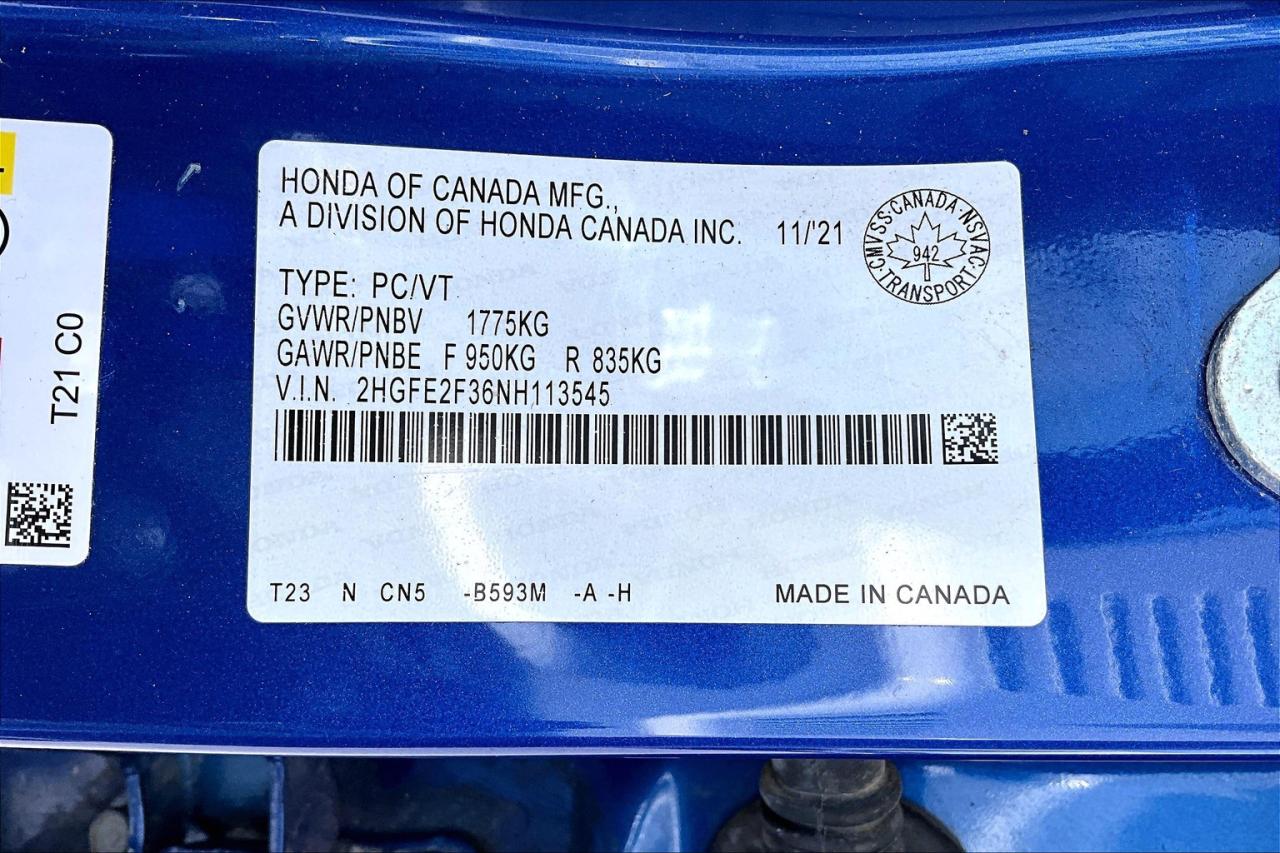 HONDA OF CANADA MFG.,
A DIVISION OF HONDA CANADA INC. 11/'21
CMVSS·CANADA·NSVAC·TRANSPORT·
942
TYPE: PC/VT
GVWR/PNBV 1775KG
GAWR/PNBE F 950KG R 835KG
V.I.N. 2HGFE2F36NH113545
T23 N CN5 -B593M -A -H MADE IN CANADA
T21 C0